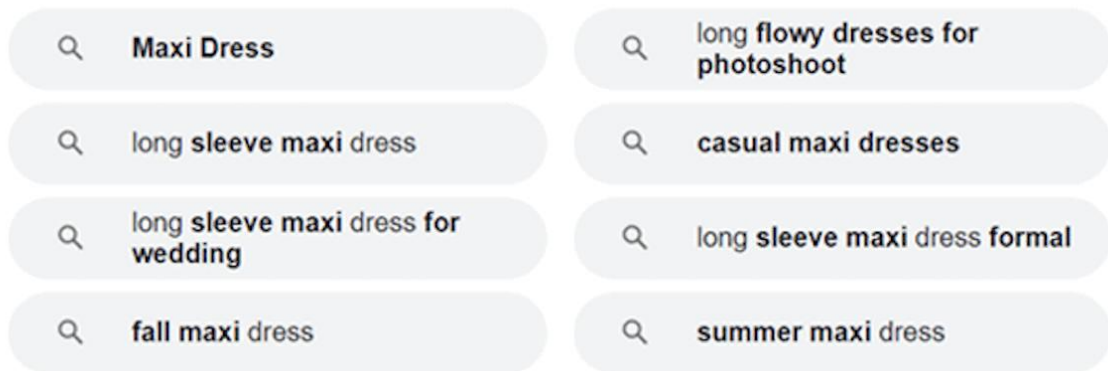 Maxi Dress
long flowy dresses for
photoshoot
long sleeve maxi dress
casual maxi dresses
long sleeve maxi dress for
wedding
long sleeve maxi dress formal
fall maxi dress
summer maxi dress